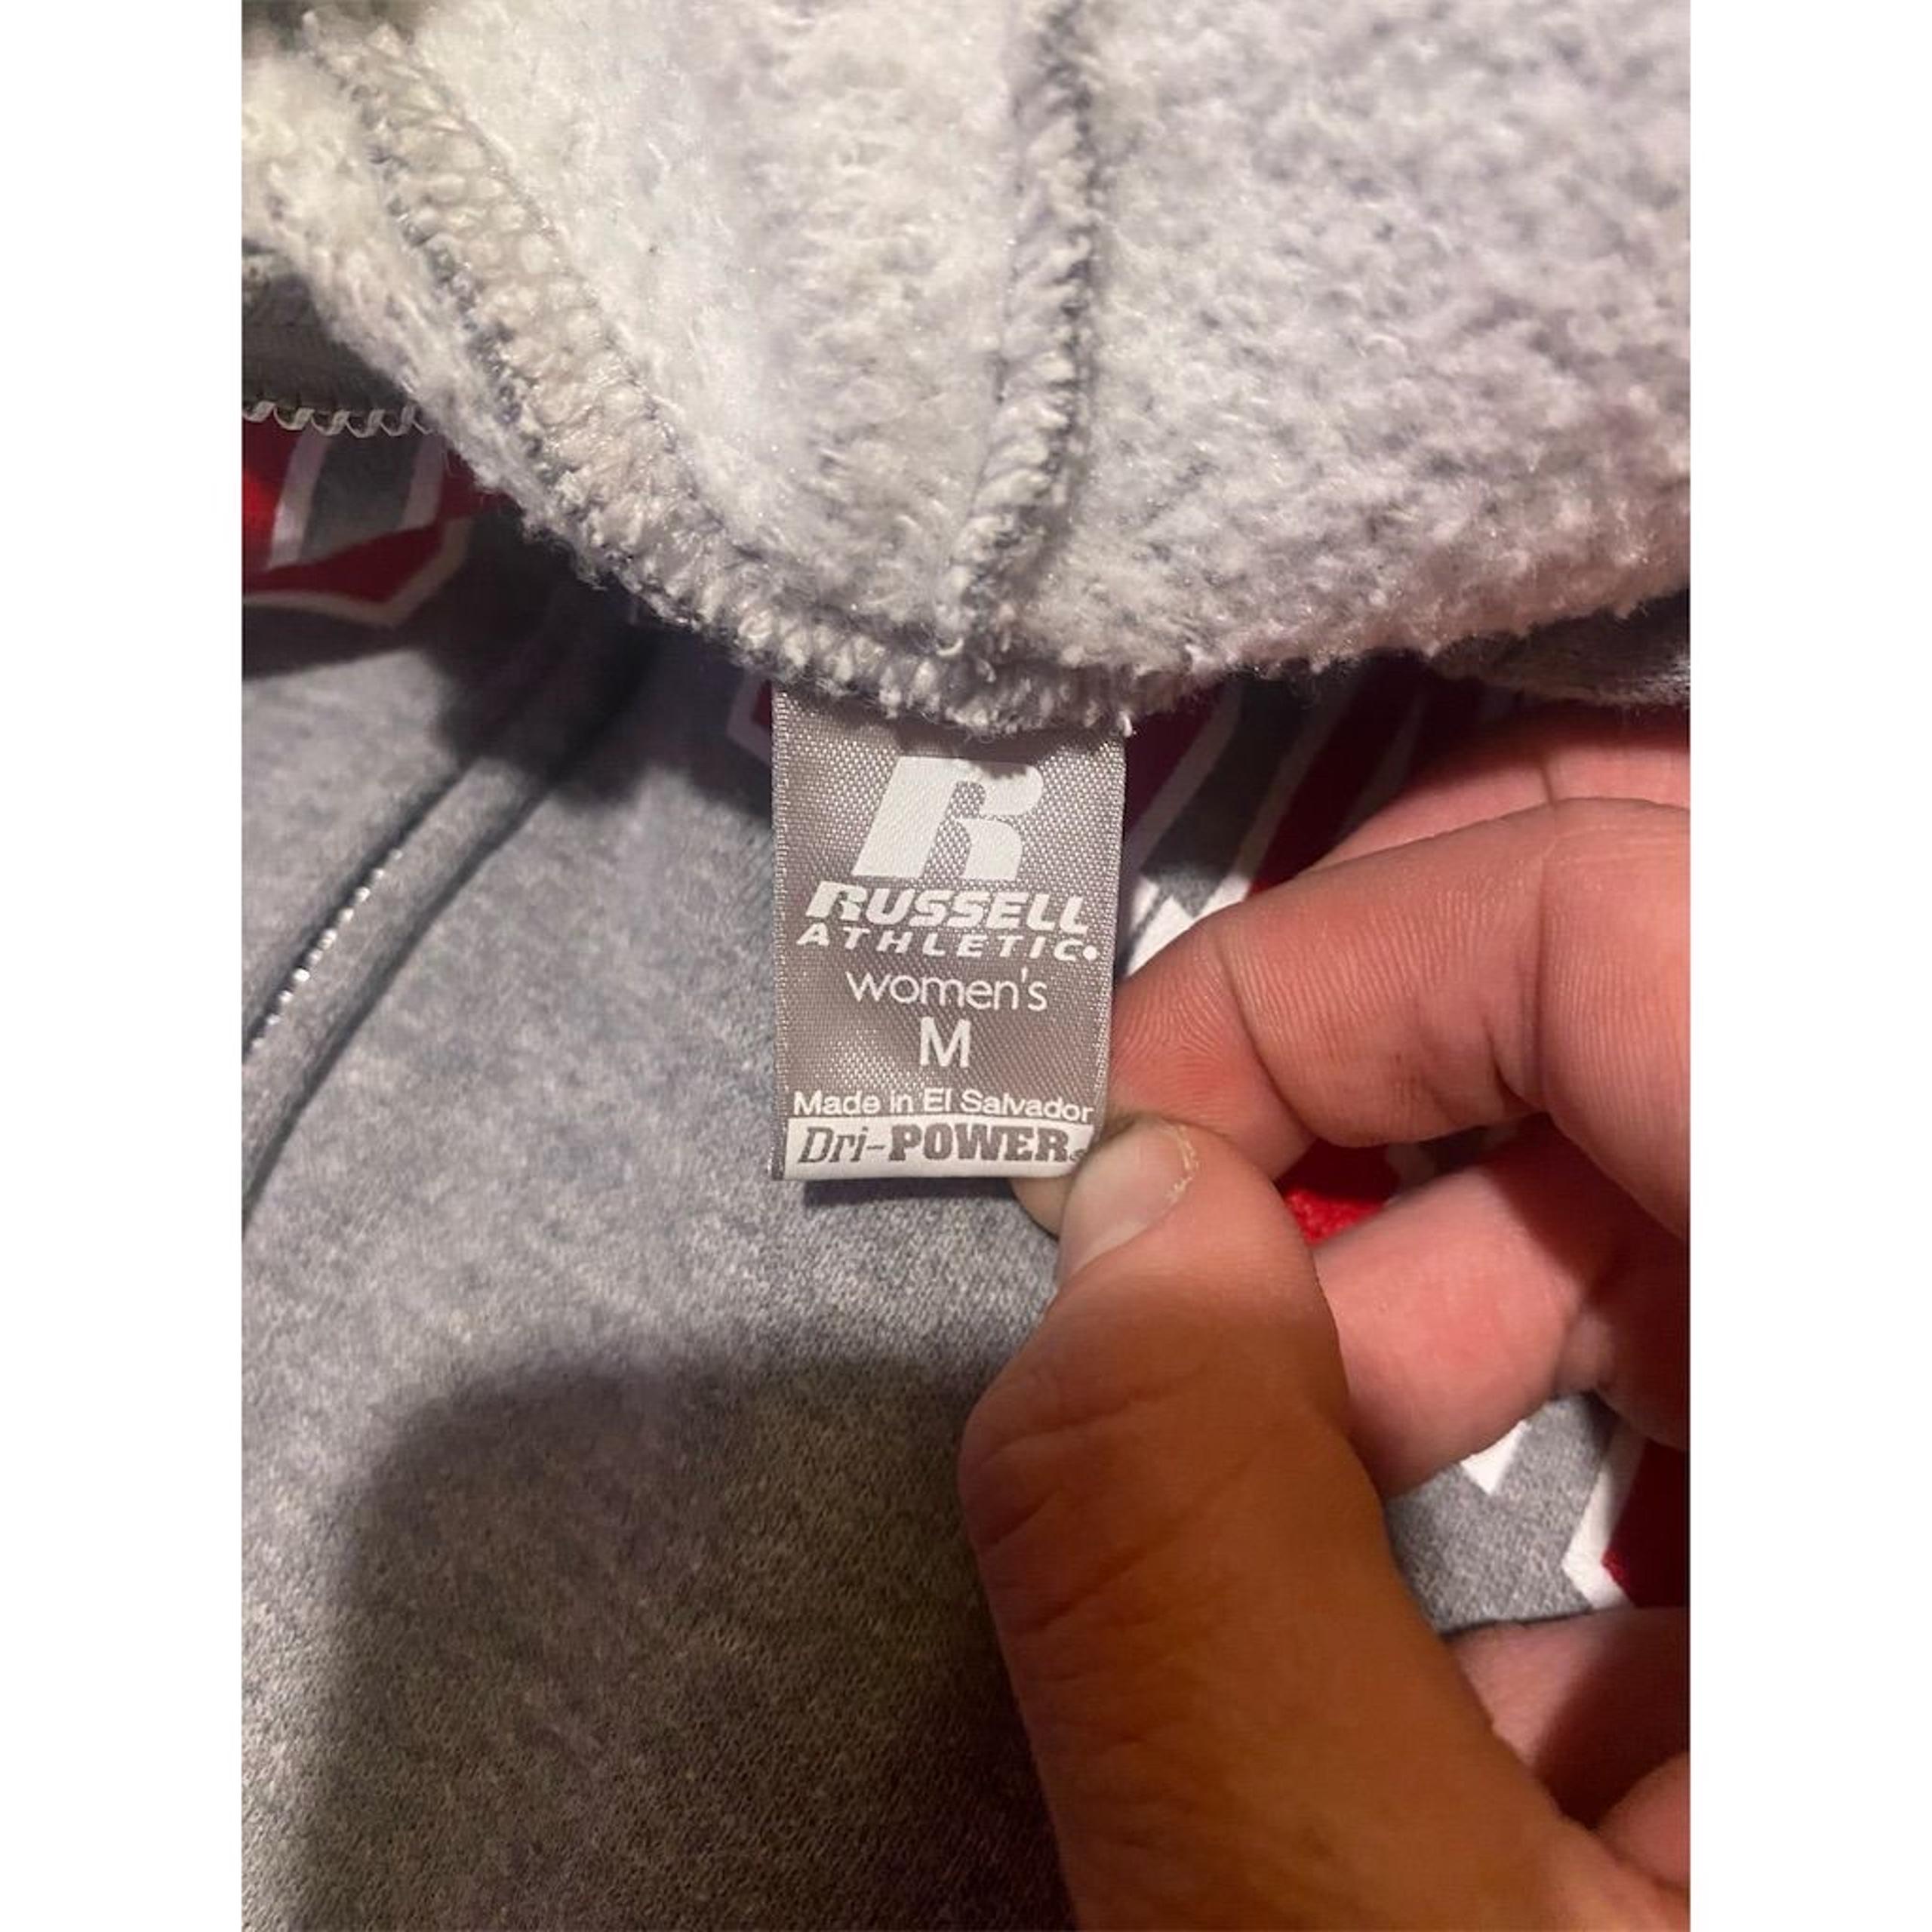 R
RUSSELL
ATHLETIC
women's
M
Made in El Salvador
Dri-POWER